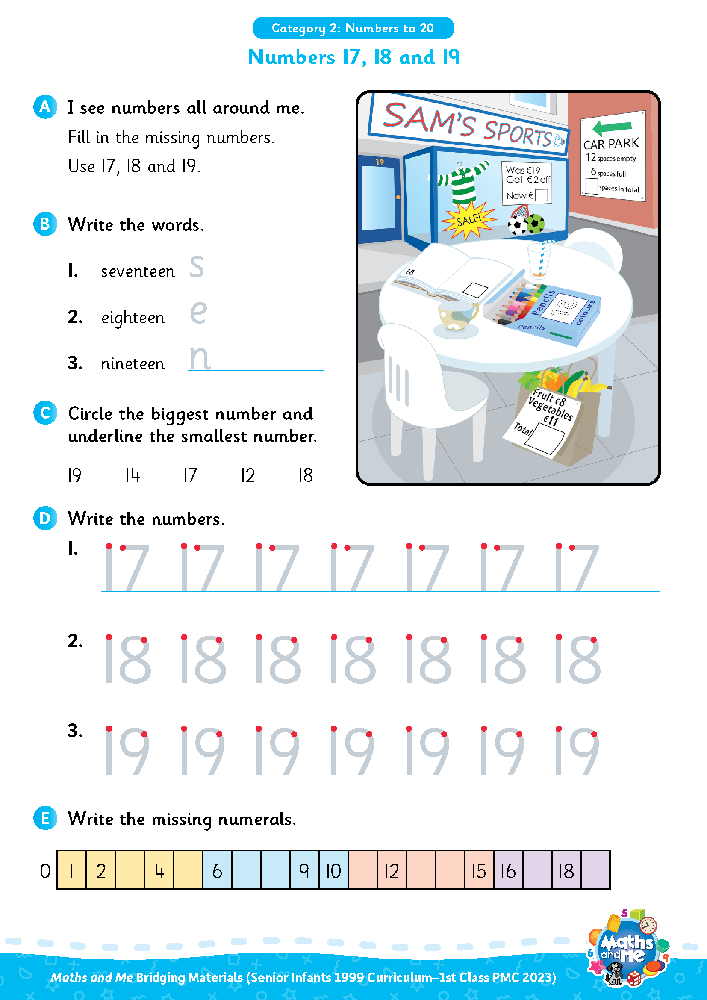 Category 2: Numbers to 20
Numbers 17, 18 and 19
A I see numbers all around me.
Fill in the missing numbers.
Use 17, 18 and 19.
SAM'S SPORTS
19
Was €19
Get €2 off
Now €
SALE!
CAR PARK
12 spaces empty
6 spaces full
spaces in total
18
Pencils
18
colours
Pencils
Fruit €8
Vegetables
€11
Total
B Write the words.
1. seventeen s
2. eighteen e
3. nineteen n
C Circle the biggest number and
underline the smallest number.
19 14 17 12 18
D Write the numbers.
1. 17 17 17 17 17 17 17
2. 18 18 18 18 18 18 18
3. 19 19 19 19 19 19 19
E Write the missing numerals.
0 1 2 4 6 9 10 12 15 16 18
5
Maths
and Me
6
9
Maths and Me Bridging Materials (Senior Infants 1999 Curriculum–1st Class PMC 2023)